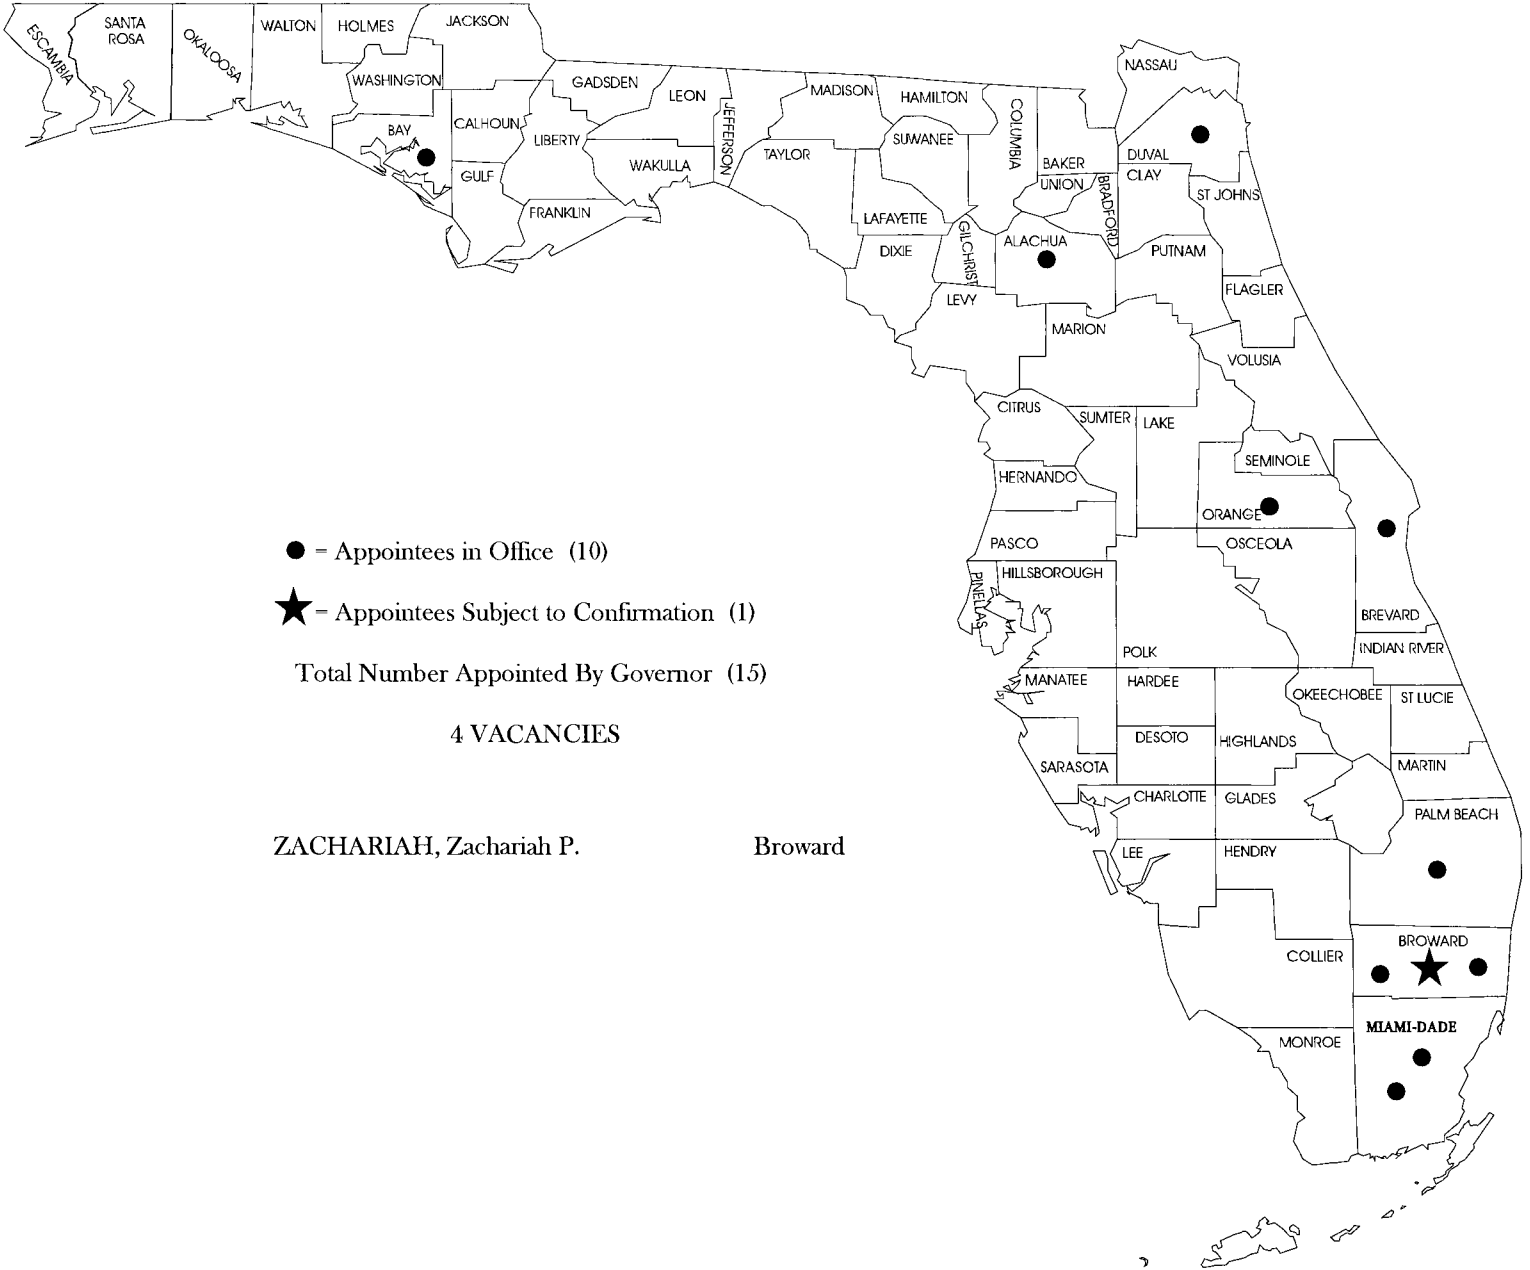 ESCAMBIA
SANTA
ROSA
OKALOOSA
WALTON
HOLMES
JACKSON
WASHINGTON
BAY
CALHOUN
GULF
GADSDEN
LIBERTY
FRANKLIN
LEON
WAKULLA
JEFFERSON
MADISON
TAYLOR
HAMILTON
SUWANEE
LAFAYETTE
DIXIE
COLUMBIA
GILCHRIST
LEVY
NASSAU
BAKER
UNION
BRADFORD
DUVAL
CLAY
ST JOHNS
ALACHUA
PUTNAM
FLAGLER
MARION
VOLUSIA
CITRUS
SUMTER
LAKE
SEMINOLE
HERNANDO
ORANGE
PASCO
OSCEOLA
HILLSBOROUGH
PINELLAS
BREVARD
POLK
INDIAN RIVER
MANATEE
HARDEE
OKEECHOBEE
ST LUCIE
DESOTO
HIGHLANDS
SARASOTA
MARTIN
CHARLOTTE
GLADES
PALM BEACH
LEE
HENDRY
COLLIER
BROWARD
MIAMI-DADE
MONROE
= Appointees in Office (10)
= Appointees Subject to Confirmation (1)
Total Number Appointed By Governor (15)
4 VACANCIES
ZACHARIAH, Zachariah P. Broward